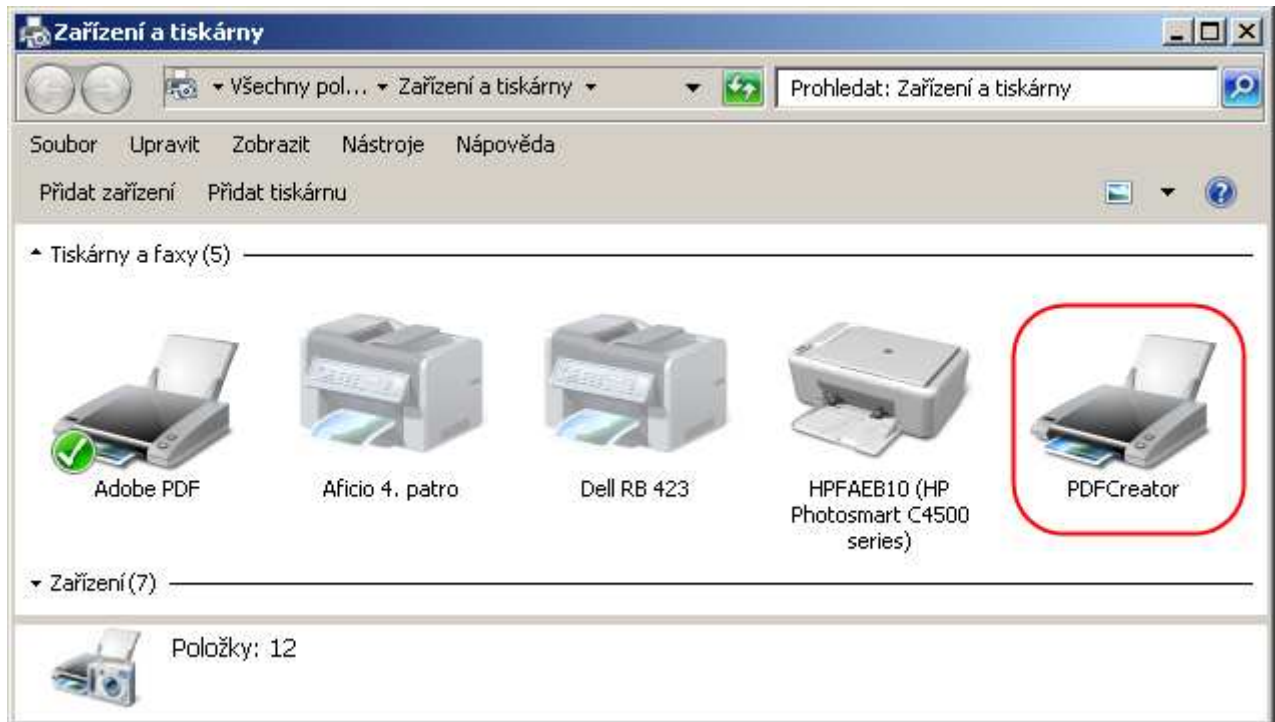 Zařízení a tiskárny
Všechny pol... Zařízení a tiskárny
Prohledat: Zařízení a tiskárny
Soubor Upravit Zobrazit Nástroje Nápověda
Přidat zařízení Přidat tiskárnu
Tiskárny a faxy (5)
Adobe PDF
Aficio 4. patro
Dell RB 423
HPFAEB10 (HP
Photosmart C4500
series)
PDFCreator
Zařízení (7)
Položky: 12